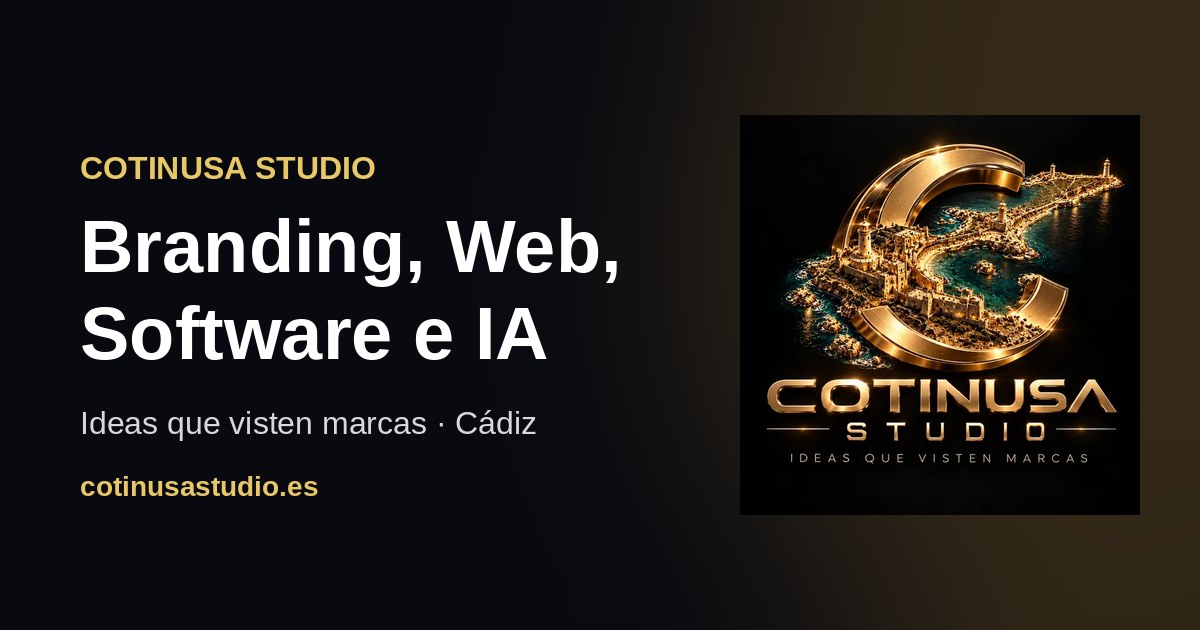 COTINUSA STUDIO
Branding, Web,
Software e IA
Ideas que visten marcas · Cádiz
cotinusastudio.es
COTINUSA
STUDIO
IDEAS QUE VISTEN MARCAS